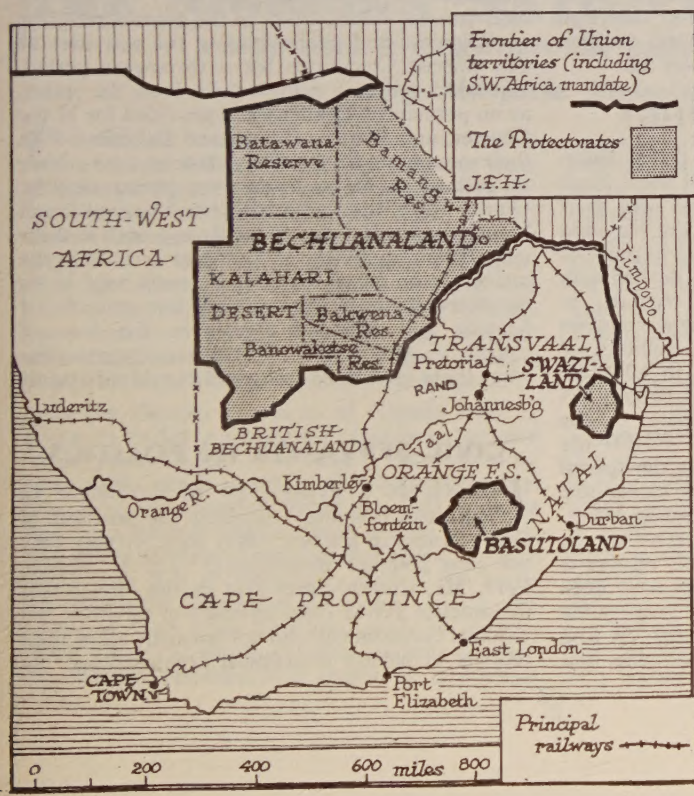 Frontier of Union
territories (including
S.W. Africa mandate)
The Protectorates
J.F.H.
Batawana
Reserve
Bamangw
Res.
SOUTH-WEST
AFRICA
BECHUANALAND
KALAHARI
DESERT
Bakwena
Res.
Banowaketse
Res.
Limpopo
TRANSVAAL
Pretoria
SWAZI-
LAND
RAND
Johannesb'g
Luderitz
BRITISH
BECHUANALAND
Vaal
Kimberley
ORANGE F.S.
NATAL
Orange R.
Bloem-
fontein
Durban
BASUTOLAND
CAPE PROVINCE
East London
CAPE
TOWN
Port
Elizabeth
Principal
railways
0 200 400 600 miles 800